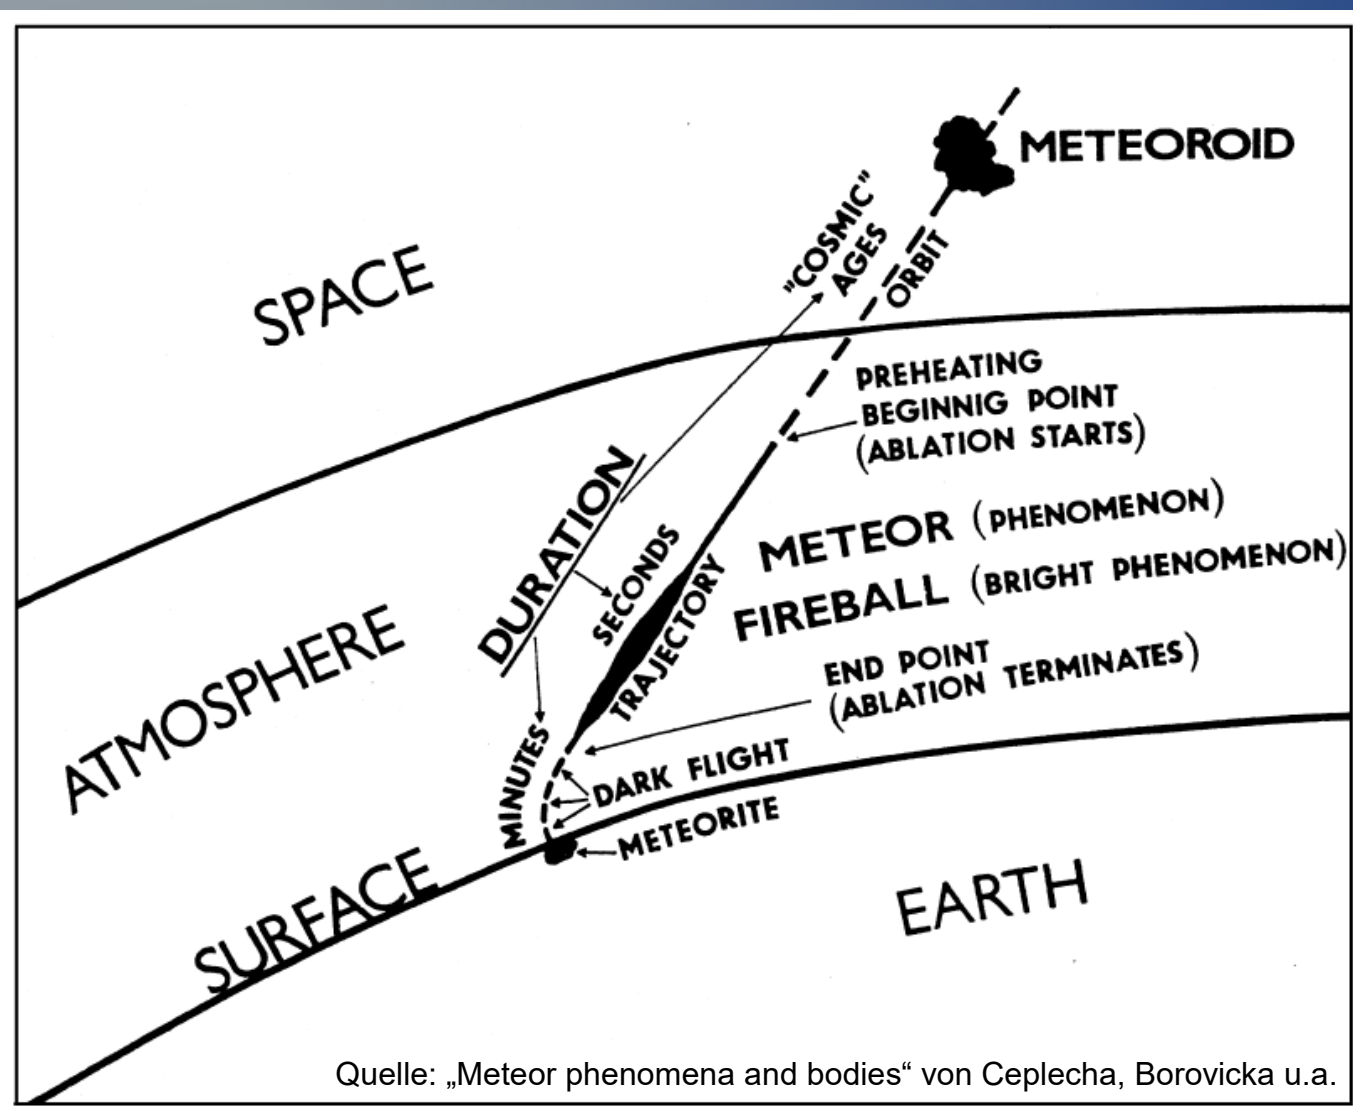 METEOROID
"COSMIC"
AGES
ORBIT
SPACE
PREHEATING
BEGINNIG POINT
(ABLATION STARTS)
DURATION
SECONDS
TRAJECTORY
METEOR (PHENOMENON)
FIREBALL (BRIGHT PHENOMENON)
ATMOSPHERE
END POINT
(ABLATION TERMINATES)
MINUTES
DARK FLIGHT
METEORITE
SURFACE
EARTH
Quelle: „Meteor phenomena and bodies“ von Ceplecha, Borovicka u.a.